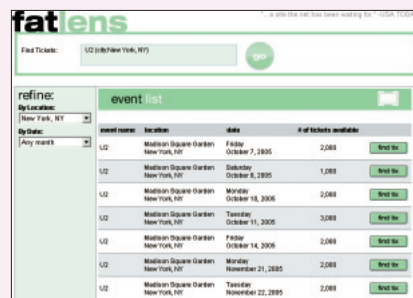 "...a site the net has been waiting for." -USA TODAY
fatlens
Find Tickets:
U2 (city:New York, NY)
go
refine:
By Location:
New York, NY
By Date:
Any month
event list
event name location date # of tickets available
U2 Madison Square Garden New York, NY Friday October 7, 2005 2,000 find tix
U2 Madison Square Garden New York, NY Saturday October 8, 2005 1,000 find tix
U2 Madison Square Garden New York, NY Monday October 10, 2005 2,000 find tix
U2 Madison Square Garden New York, NY Tuesday October 11, 2005 3,000 find tix
U2 Madison Square Garden New York, NY Friday October 14, 2005 2,000 find tix
U2 Madison Square Garden New York, NY Monday November 21, 2005 2,000 find tix
U2 Madison Square Garden New York, NY Tuesday November 22, 2005 2,000 find tix